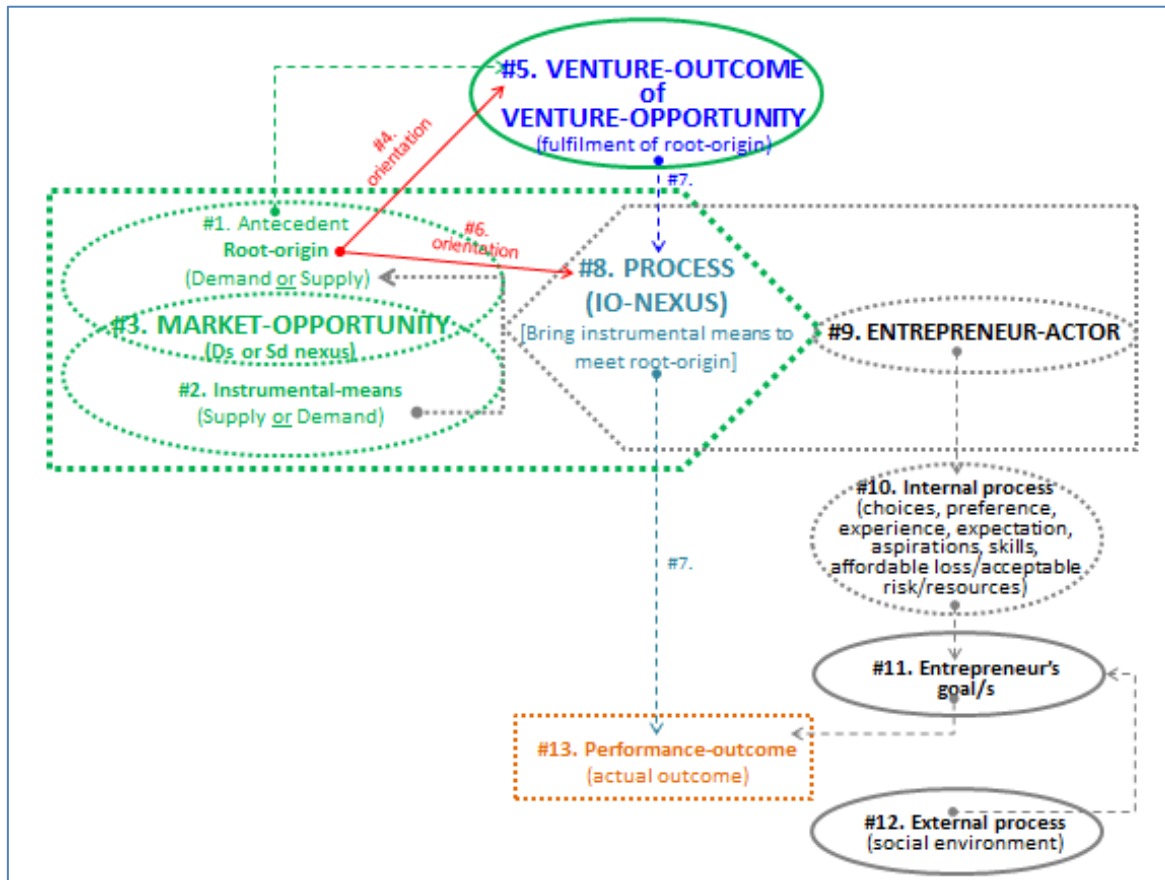 #5. VENTURE-OUTCOME
of
VENTURE-OPPORTUNITY
(fulfilment of root-origin)
#4.
orientation
#7.
#1. Antecedent
Root-origin
(Demand or Supply)
#6.
orientation
#8. PROCESS
(IO-NEXUS)
[Bring instrumental means to
meet root-origin]
#3. MARKET-OPPORTUNITY
(Ds or Sd nexus)
#9. ENTREPRENEUR-ACTOR
#2. Instrumental-means
(Supply or Demand)
#10. Internal process
(choices, preference,
experience, expectation,
aspirations, skills,
affordable loss/acceptable
risk/resources)
#7.
#11. Entrepreneur's
goal/s
#13. Performance-outcome
(actual outcome)
#12. External process
(social environment)